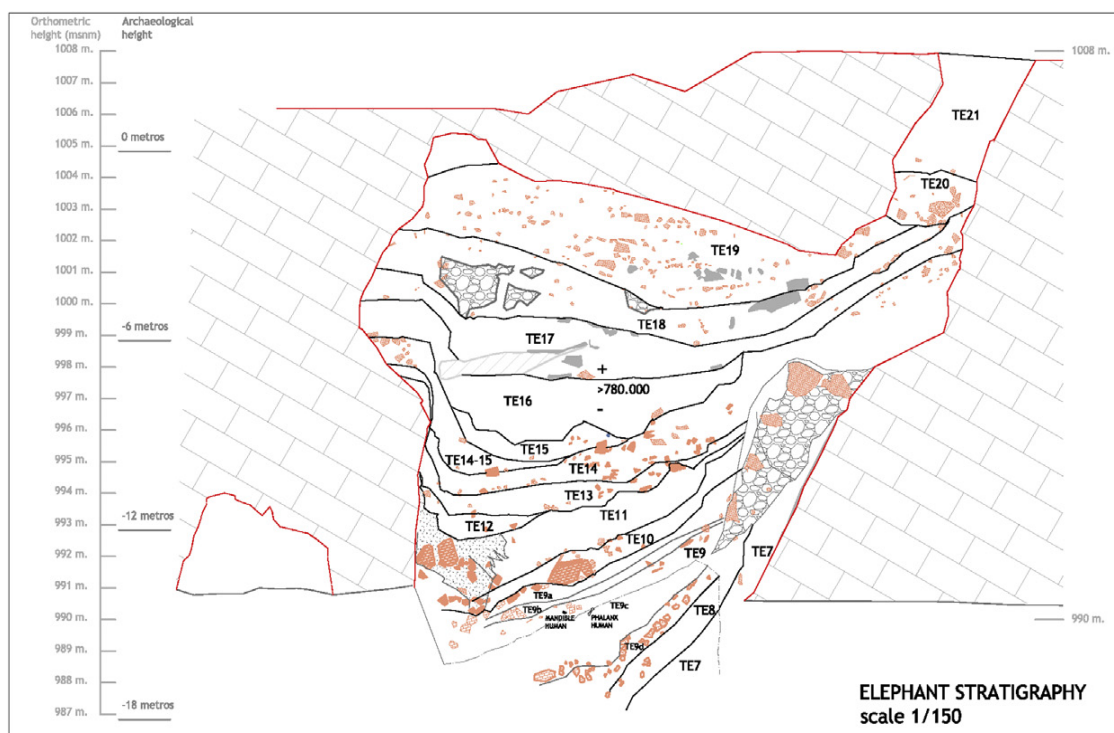 Orthometric
height (msnm)
Archaeological
height
1008 m.
1007 m.
1006 m.
1005 m.
1004 m.
1003 m.
1002 m.
1001 m.
1000 m.
999 m.
998 m.
997 m.
996 m.
995 m.
994 m.
993 m.
992 m.
991 m.
990 m.
989 m.
988 m.
987 m.
0 metros
-6 metros
-12 metros
-18 metros
1008 m.
TE21
TE20
TE19
TE18
TE17
+
>780.000
-
TE16
TE15
TE14-15
TE14
TE13
TE12
TE11
TE10
TE9
TE7
TE9a
TE9b
TE9c
MANDIBLE
HUMAN
PHALANX
HUMAN
TE8
TE9d
TE7
990 m.
ELEPHANT STRATIGRAPHY
scale 1/150